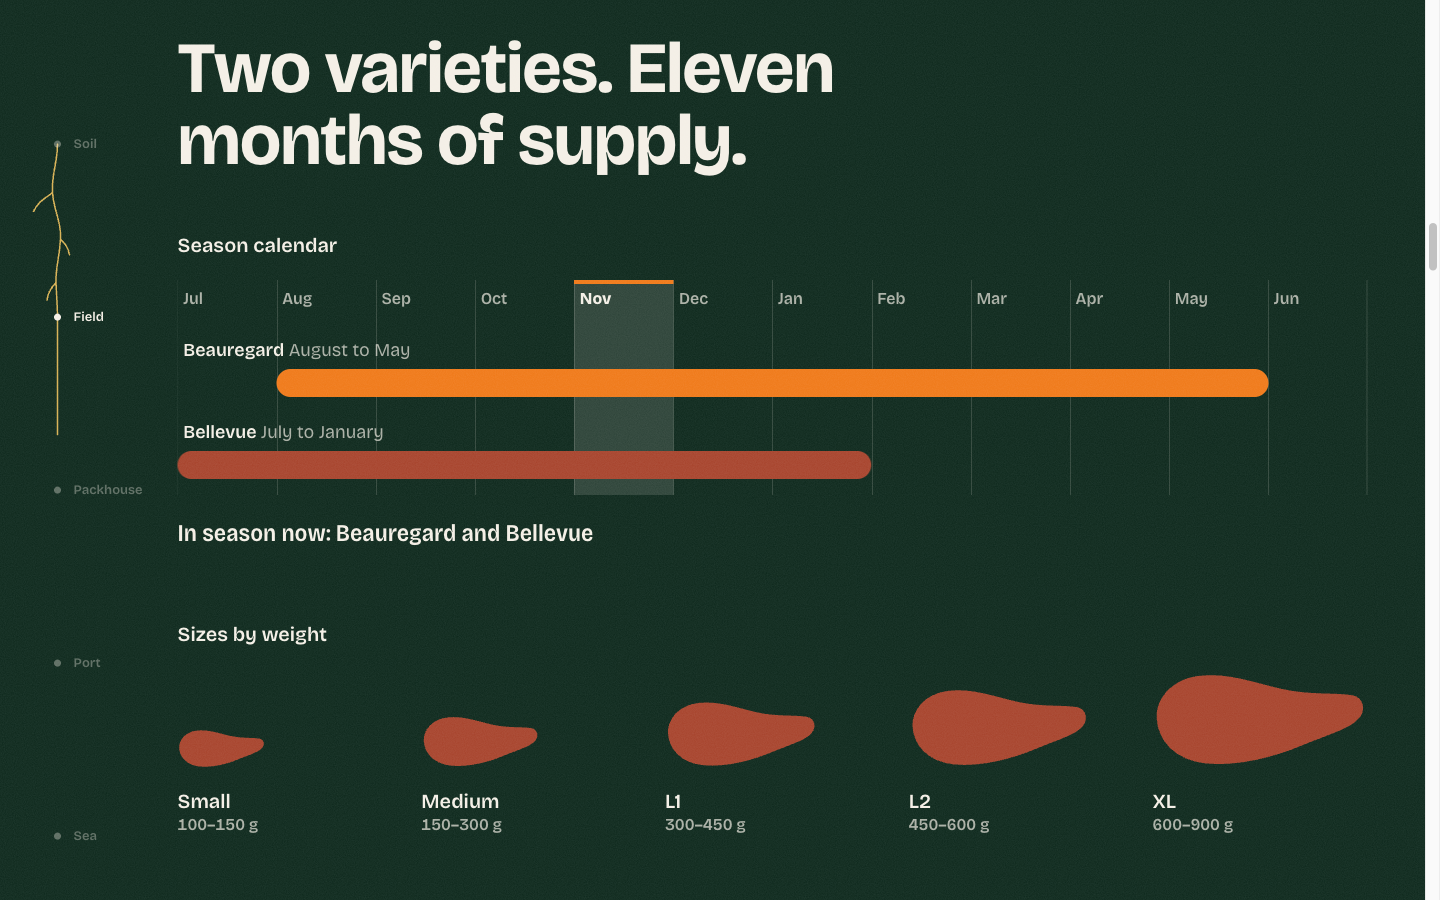 Two varieties. Eleven
months of supply.
Soil
Field
Packhouse
Port
Sea
Season calendar
Jul Aug Sep Oct Nov Dec Jan Feb Mar Apr May Jun
Beauregard August to May
Bellevue July to January
In season now: Beauregard and Bellevue
Sizes by weight
Small Medium L1 L2 XL
100–150 g 150–300 g 300–450 g 450–600 g 600–900 g